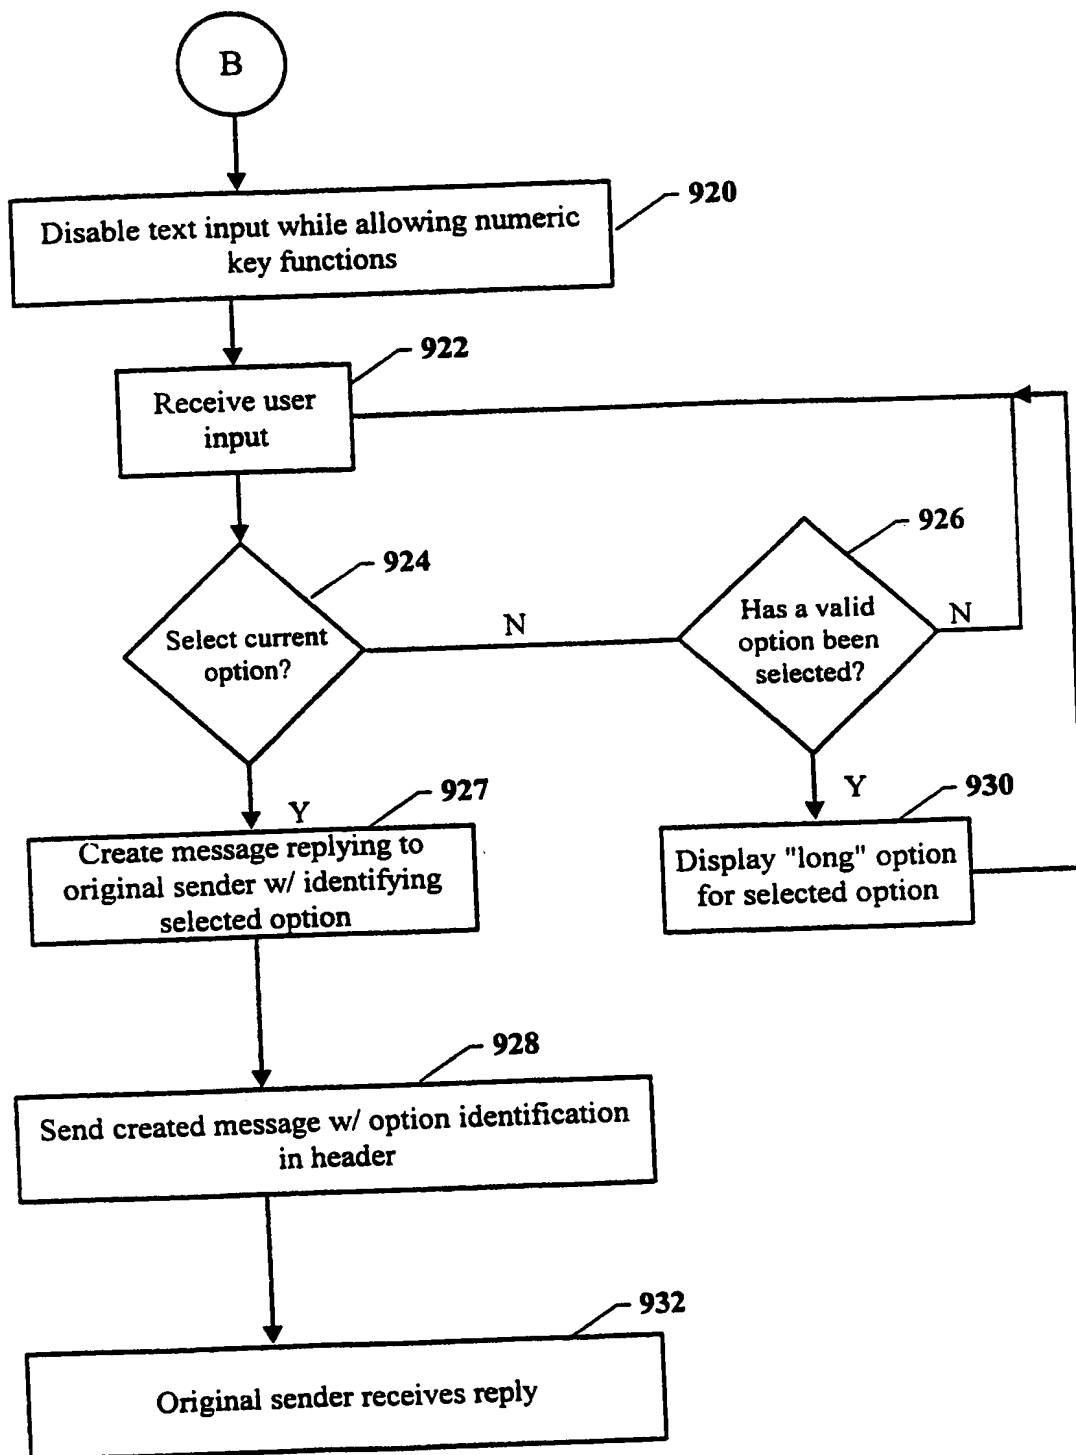 B
920
Disable text input while allowing numeric
key functions
922
Receive user
input
924
Select current
option?
N
926
Has a valid
option been
selected?
N
Y
927
Create message replying to
original sender w/ identifying
selected option
Y
930
Display "long" option
for selected option
928
Send created message w/ option identification
in header
932
Original sender receives reply